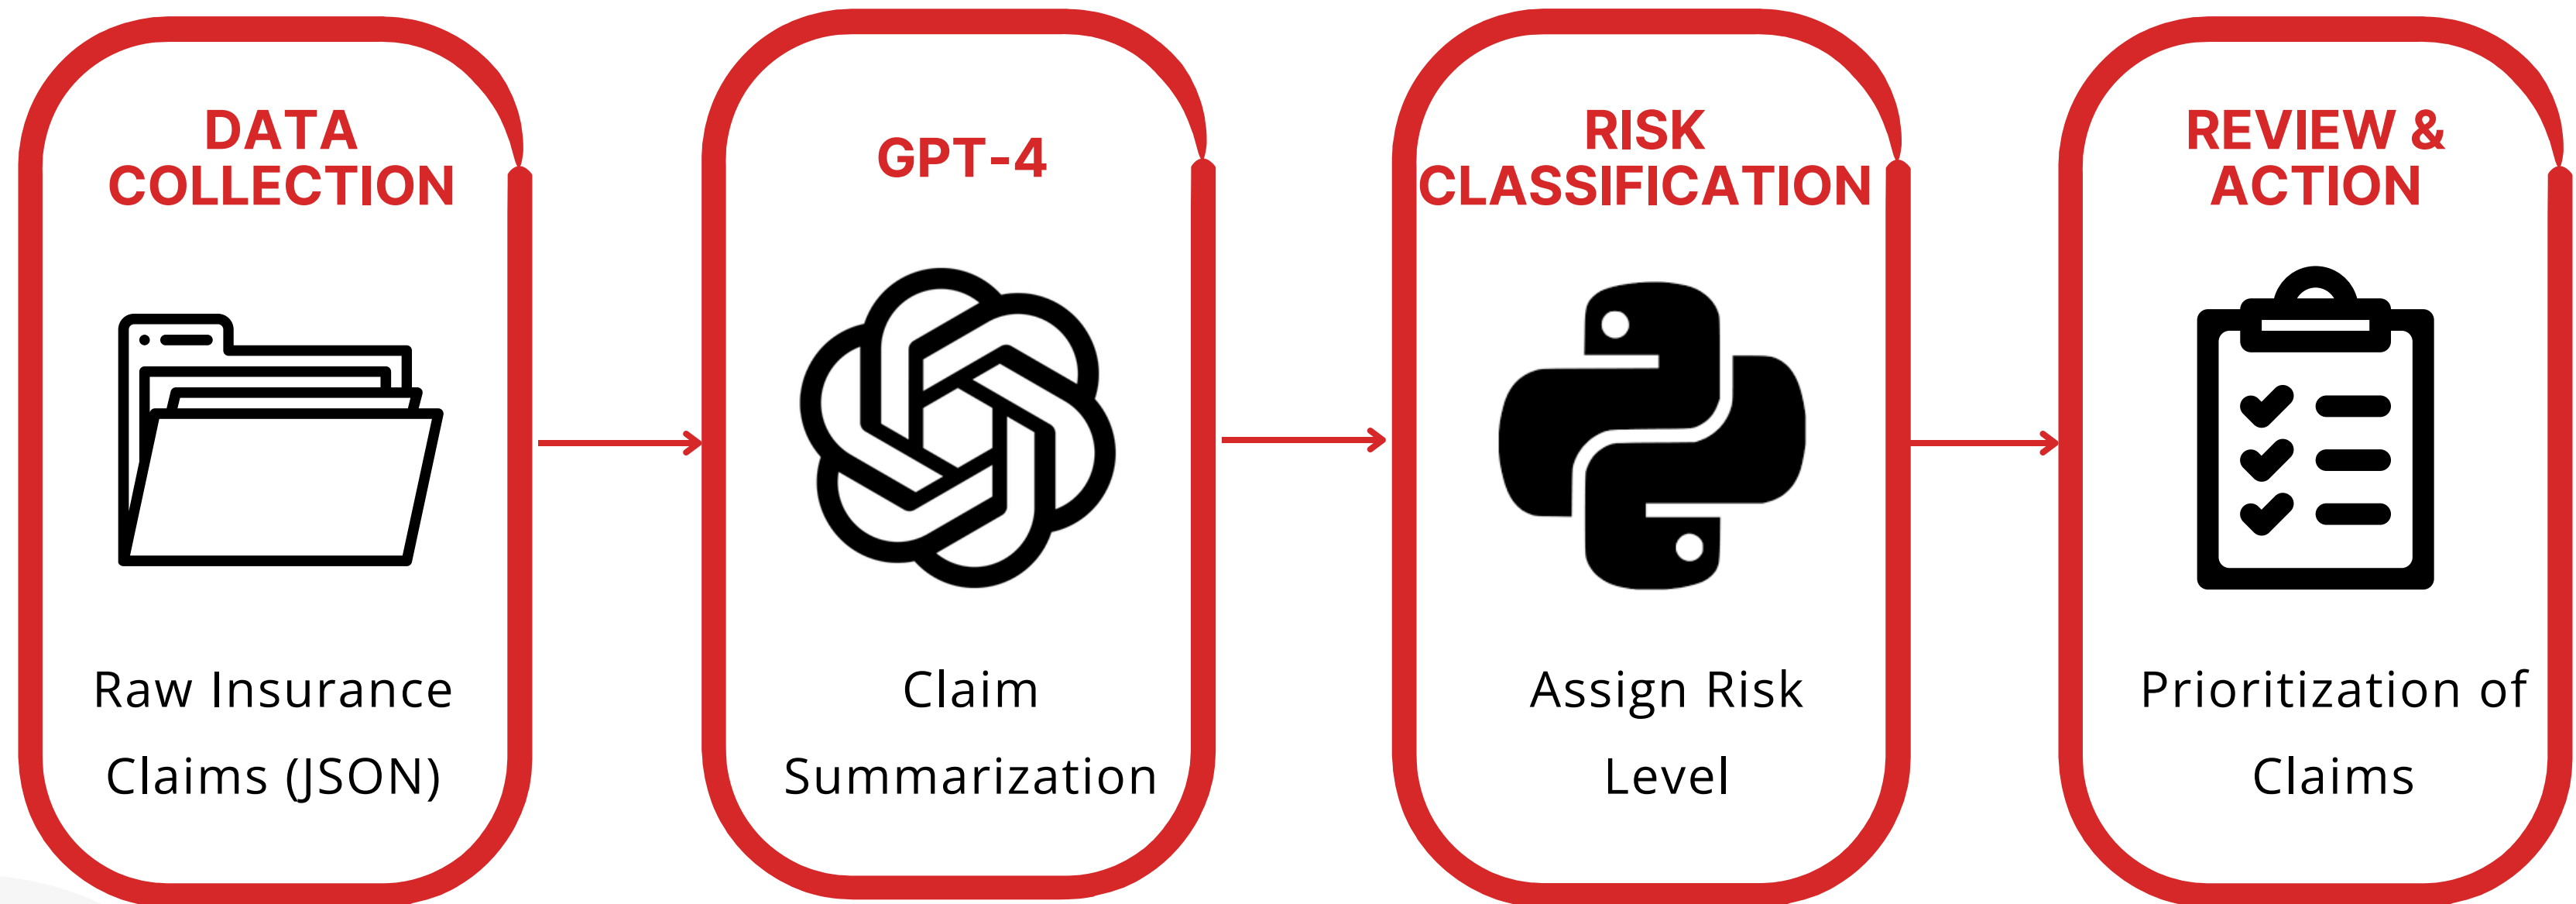 DATA
COLLECTION
Raw Insurance
Claims (JSON)
GPT-4
Claim
Summarization
RISK
CLASSIFICATION
Assign Risk
Level
REVIEW &
ACTION
Prioritization of
Claims